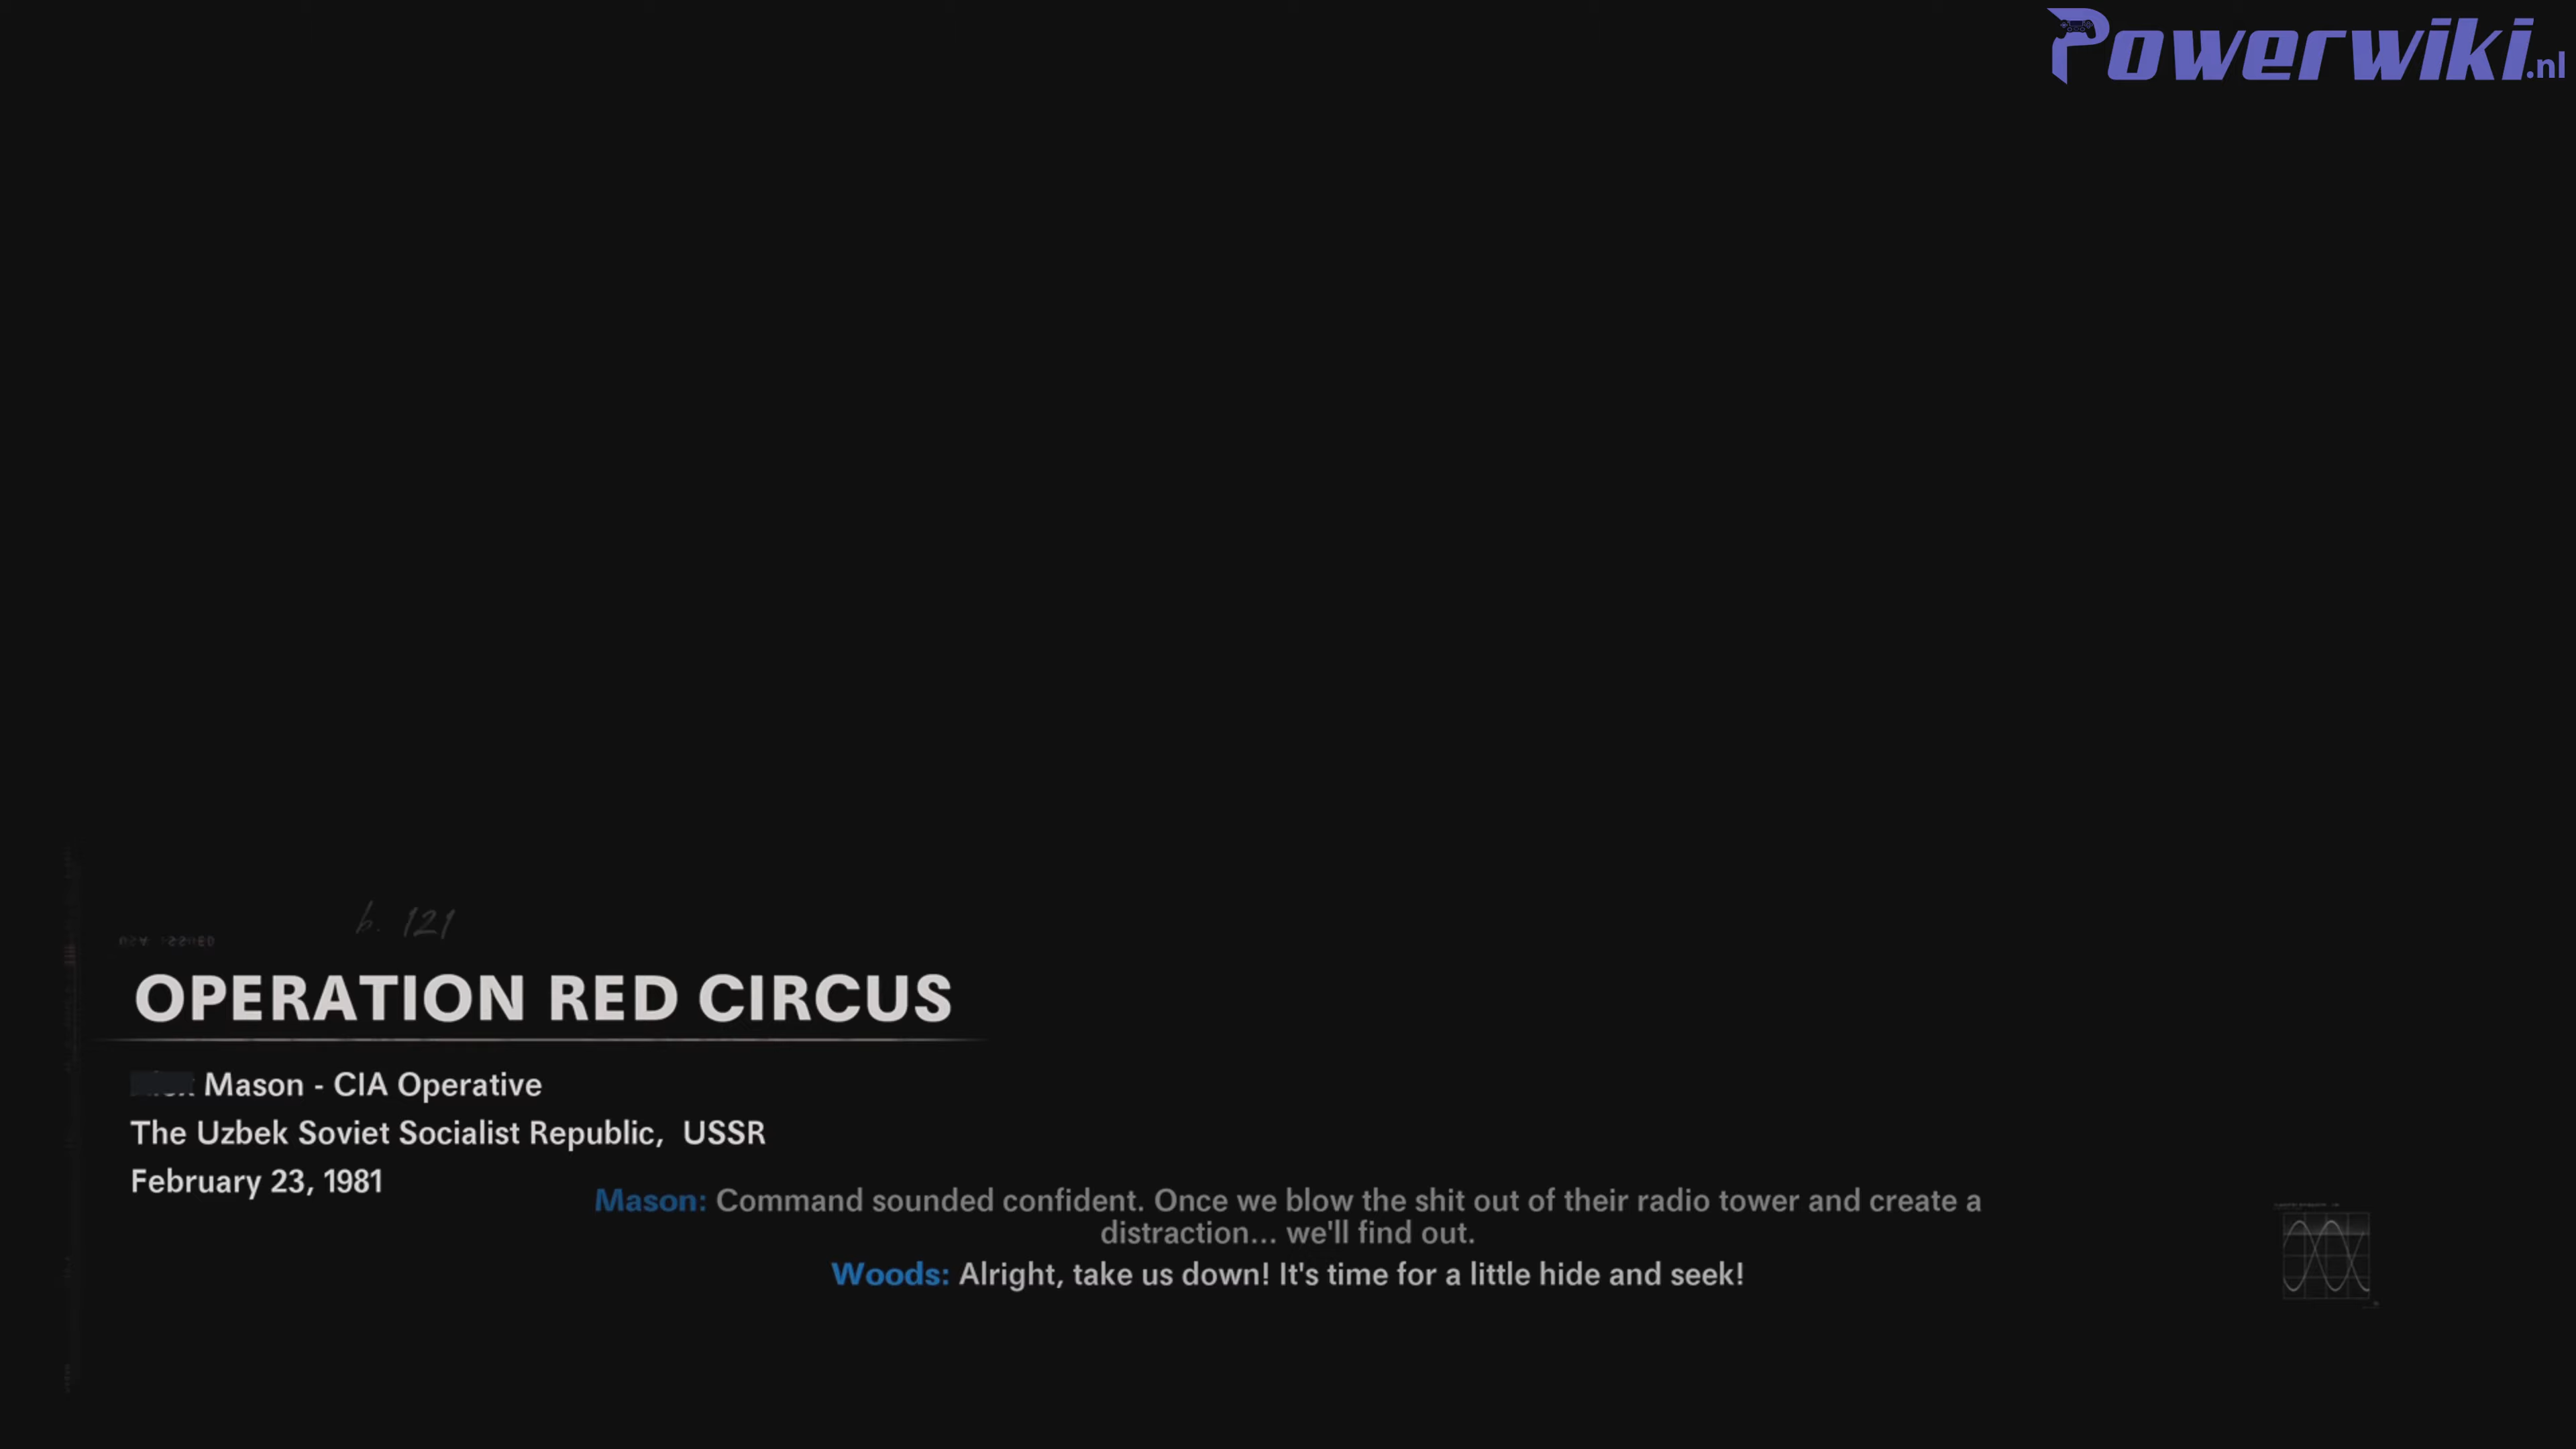 Powerwiki.nl
b. 121
OPERATION RED CIRCUS
Mason - CIA Operative
The Uzbek Soviet Socialist Republic, USSR
February 23, 1981
Mason: Command sounded confident. Once we blow the shit out of their radio tower and create a
distraction... we'll find out.
Woods: Alright, take us down! It's time for a little hide and seek!